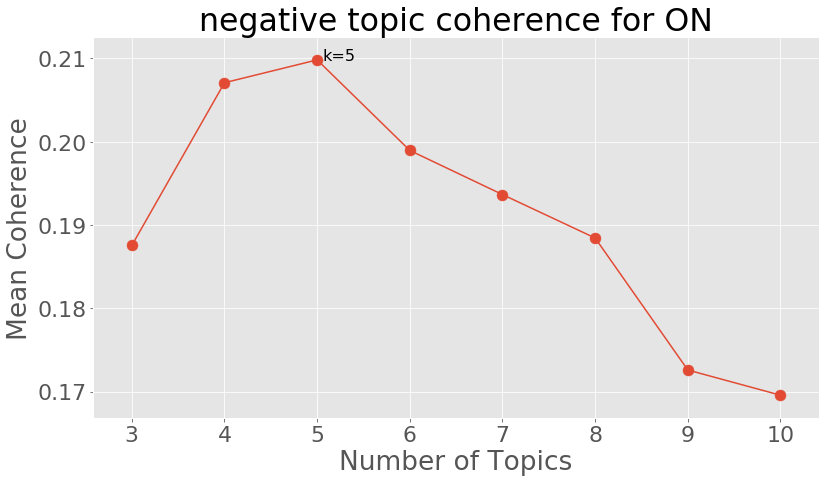 negative topic coherence for ON
k=5
0.21
0.20
0.19
0.18
0.17
Mean Coherence
3 4 5 6 7 8 9 10
Number of Topics